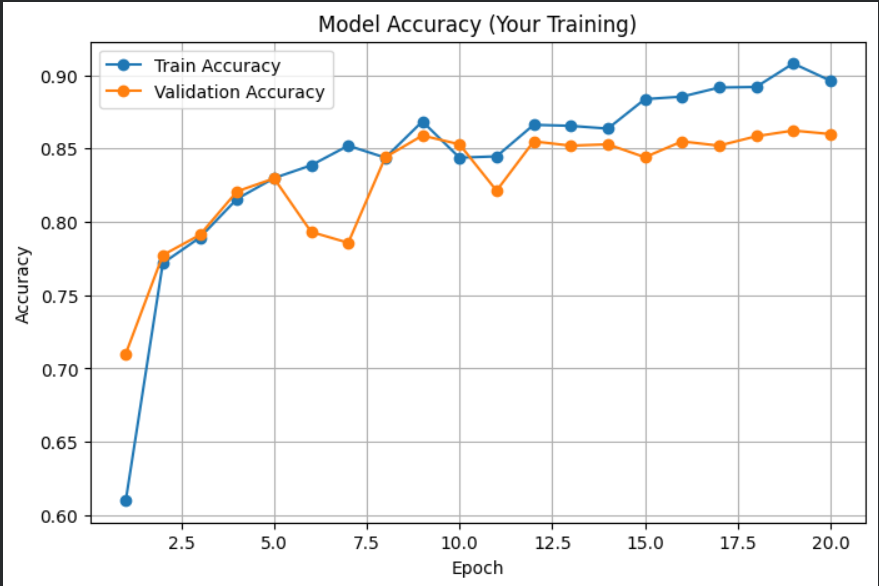 Model Accuracy (Your Training)
Train Accuracy
Validation Accuracy
0.90
0.85
0.80
0.75
0.70
0.65
0.60
Accuracy
2.5 5.0 7.5 10.0 12.5 15.0 17.5 20.0
Epoch